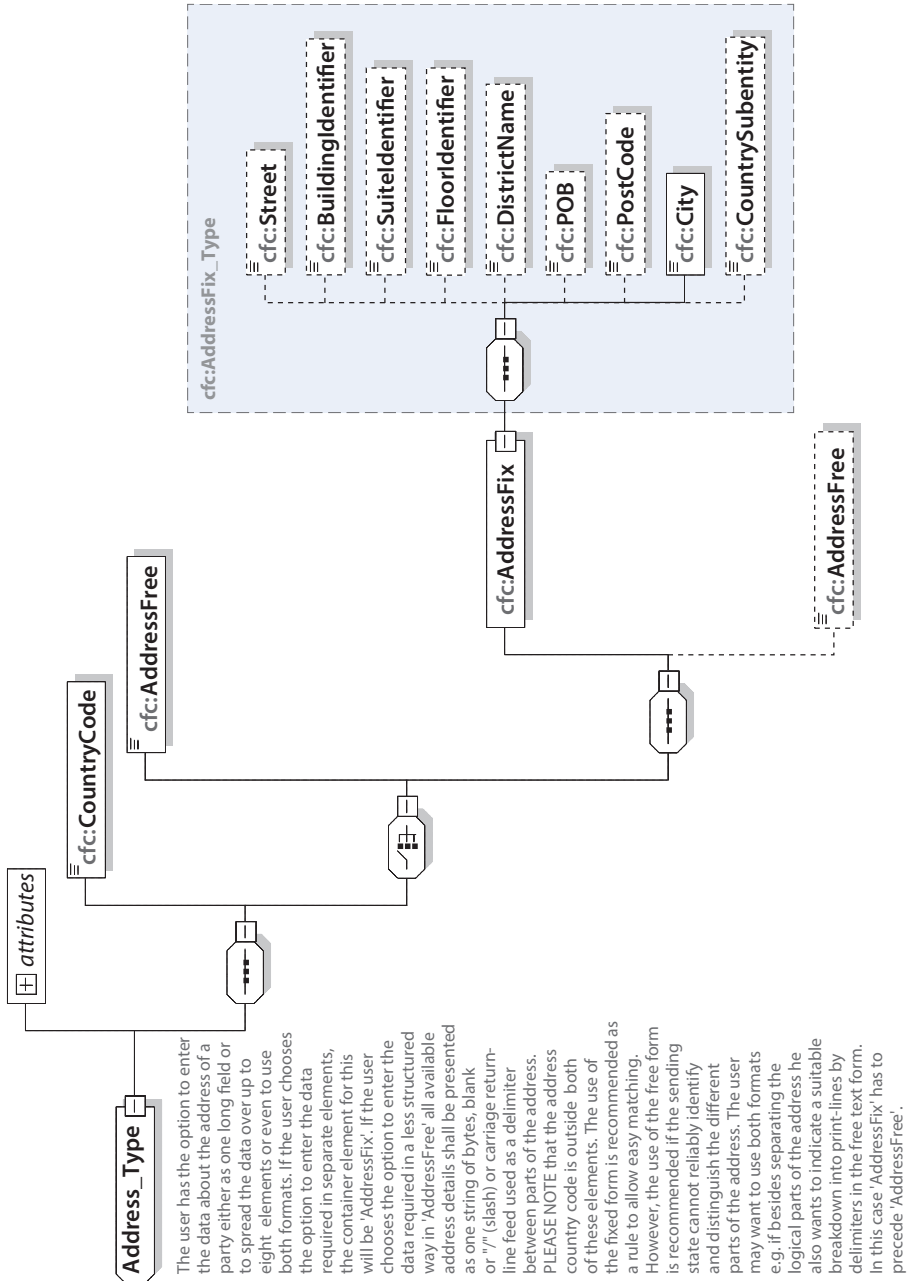 Address_Type
attributes
cfc:CountryCode
cfc:AddressFree
cfc:AddressFix
cfc:AddressFree
cfc:AddressFix_Type
cfc:Street
cfc:BuildingIdentifier
cfc:SuiteIdentifier
cfc:FloorIdentifier
cfc:DistrictName
cfc:POB
cfc:PostCode
cfc:City
cfc:CountrySubentity
The user has the option to enter
the data about the address of a
party either as one long field or
to spread the data over up to
eight elements or even to use
both formats. If the user chooses
the option to enter the data
required in separate elements,
the container element for this
will be 'AddressFix'. If the user
chooses the option to enter the
data required in a less structured
way in 'AddressFree' all available
address details shall be presented
as one string of bytes, blank
or "/" (slash) or carriage return-
line feed used as a delimiter
between parts of the address.
PLEASE NOTE that the address
country code is outside both
of these elements. The use of
the fixed form is recommended as
a rule to allow easy matching.
However, the use of the free form
is recommended if the sending
state cannot reliably identify
and distinguish the different
parts of the address. The user
may want to use both formats
e.g. if besides separating the
logical parts of the address he
also wants to indicate a suitable
breakdown into print-lines by
delimiters in the free text form.
In this case 'AddressFix' has to
precede 'AddressFree'.